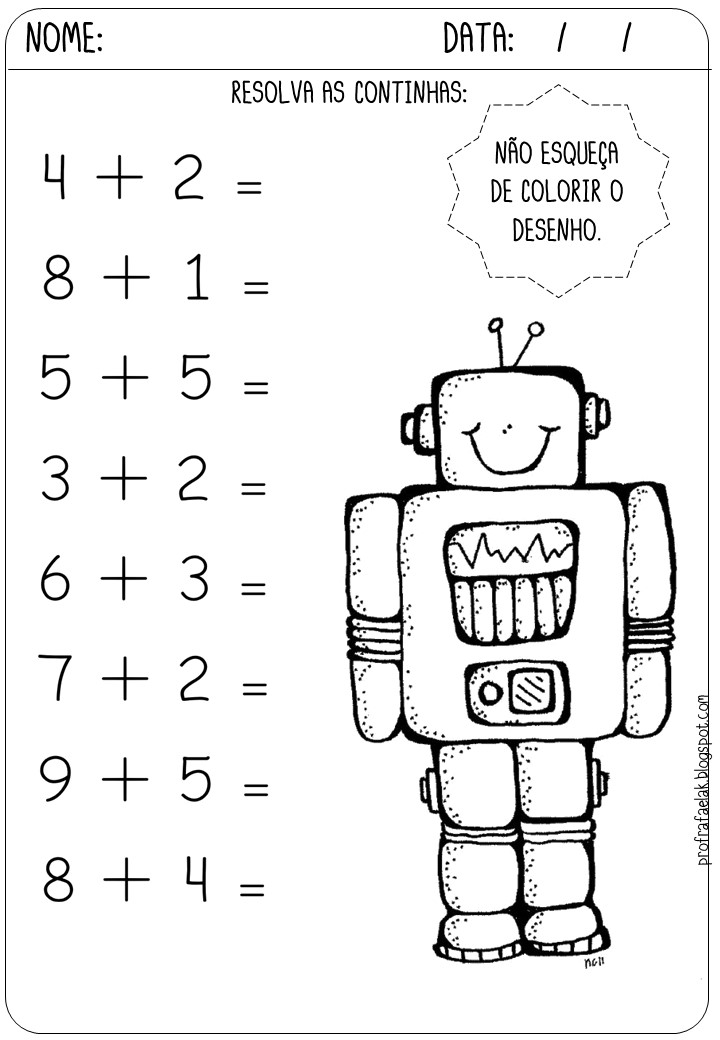 NOME:
DATA: / /
RESOLVA AS CONTINHAS:
NÃO ESQUEÇA
DE COLORIR O
DESENHO.
4 + 2 =
8 + 1 =
5 + 5 =
3 + 2 =
6 + 3 =
7 + 2 =
9 + 5 =
8 + 4 =
profrafaelak.blogspot.com